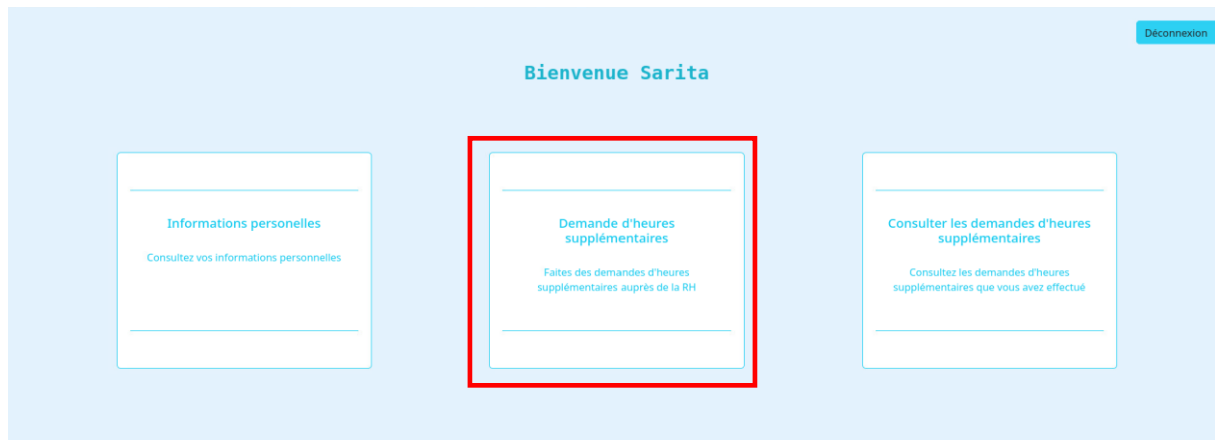 Déconnexion
Bienvenue Sarita
Informations personelles
Consultez vos informations personnelles
Demande d'heures
supplémentaires
Faites des demandes d'heures
supplémentaires auprès de la RH
Consulter les demandes d'heures
supplémentaires
Consultez les demandes d'heures
supplémentaires que vous avez effectué